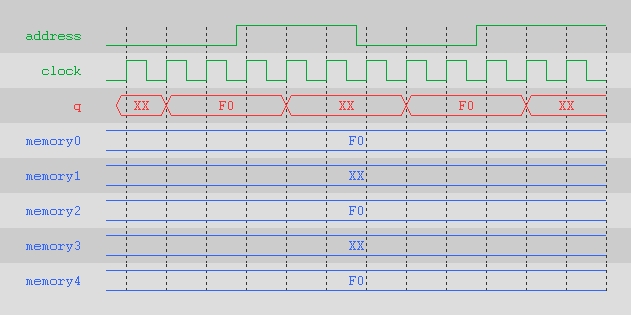 address
clock
q XX F0 XX F0 XX
memory0 F0
memory1 XX
memory2 F0
memory3 XX
memory4 F0